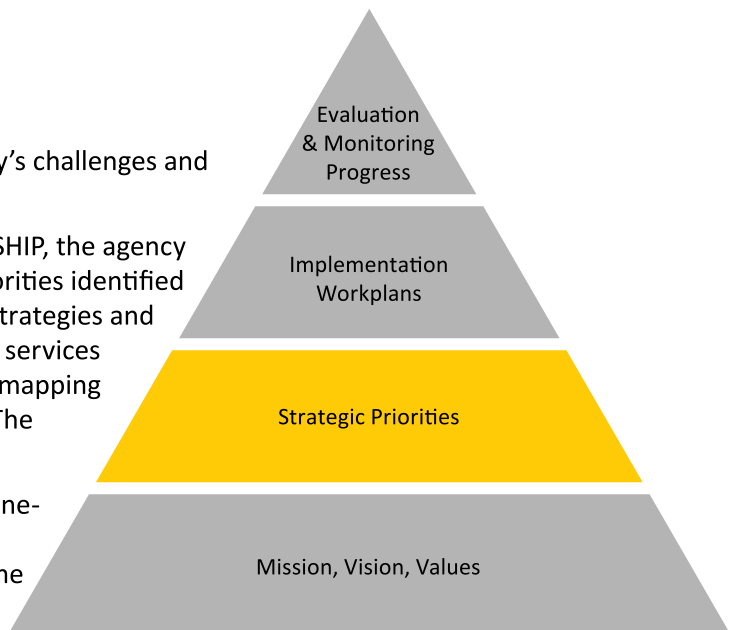 y's challenges and
SHIP, the agency
orities identified
trategies and
services
mapping
The
ne-
ne
Evaluation
& Monitoring
Progress
Implementation
Workplans
Strategic Priorities
Mission, Vision, Values